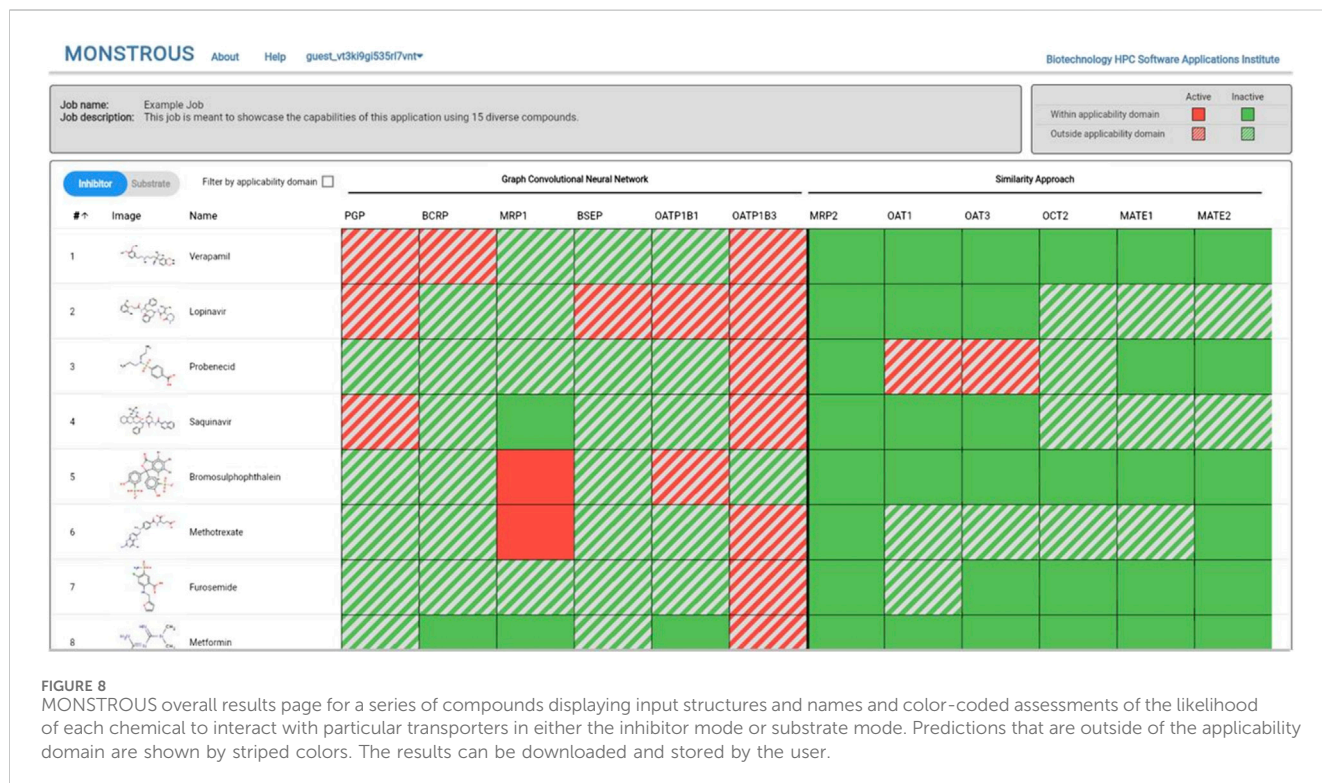 MONSTROUS About Help guest_vt3ki9gi535rl7vnt
Biotechnology HPC Software Applications Institute
Job name: Example Job
Job description: This job is meant to showcase the capabilities of this application using 15 diverse compounds.
Active Inactive
Within applicability domain
Outside applicability domain
Inhibitor Substrate Filter by applicability domain Graph Convolutional Neural Network Similarity Approach
#↑ Image Name PGP BCRP MRP1 BSEP OATP1B1 OATP1B3 MRP2 OAT1 OAT3 OCT2 MATE1 MATE2
1 Verapamil
2 Lopinavir
3 Probenecid
4 Saquinavir
5 Bromosulphophthalein
6 Methotrexate
7 Furosemide
8 Metformin
FIGURE 8
MONSTROUS overall results page for a series of compounds displaying input structures and names and color-coded assessments of the likelihood
of each chemical to interact with particular transporters in either the inhibitor mode or substrate mode. Predictions that are outside of the applicability
domain are shown by striped colors. The results can be downloaded and stored by the user.